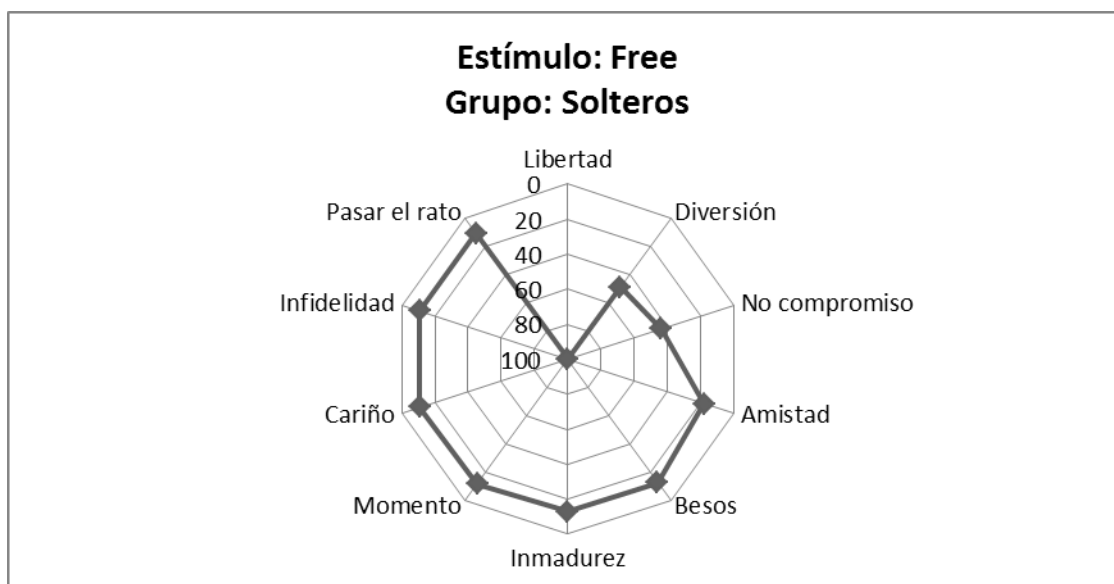 Estímulo: Free
Grupo: Solteros
Libertad
0
Pasar el rato
Diversión
20
40
Infidelidad
No compromiso
60
80
100
Cariño
Amistad
Momento
Besos
Inmadurez